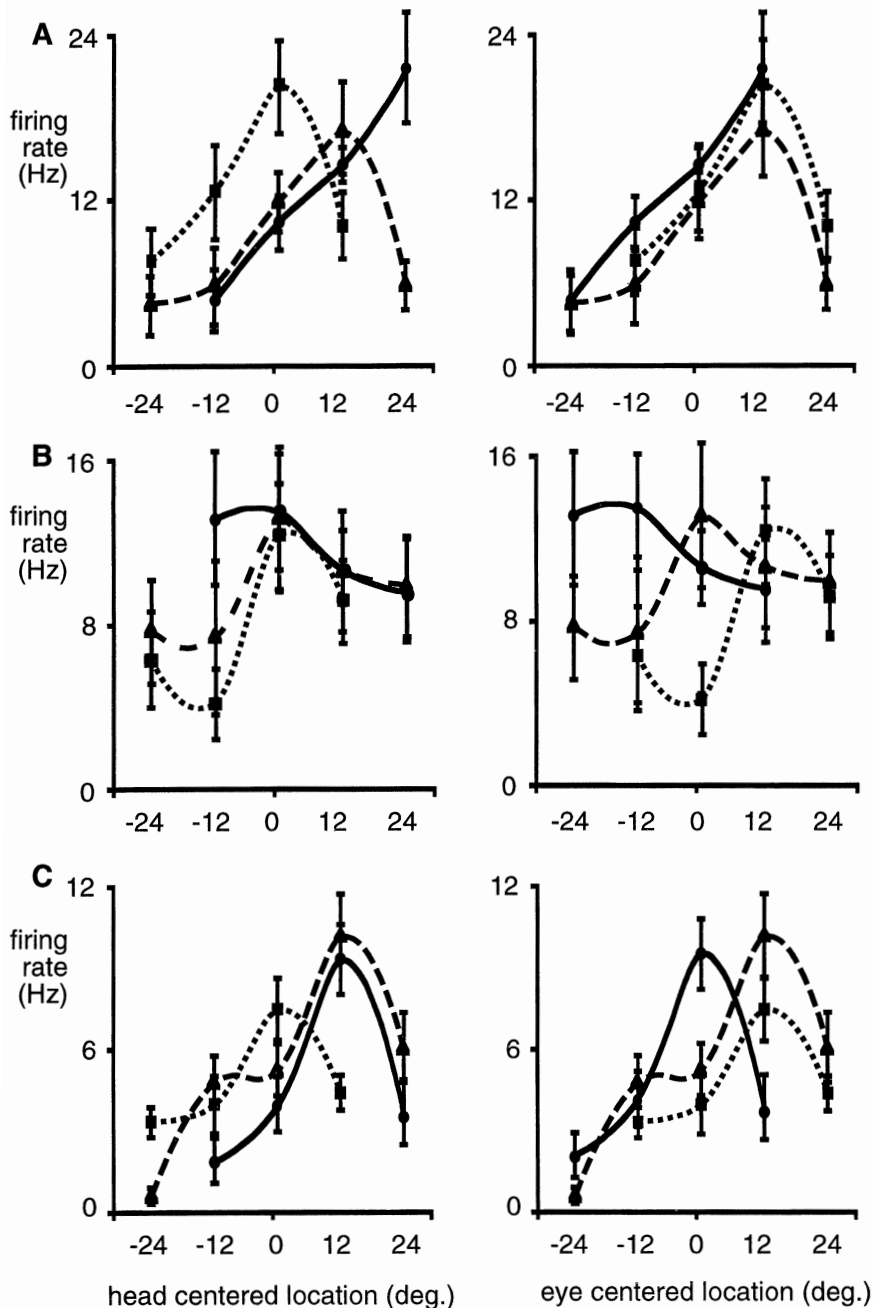 A
24
12
0
firing
rate
(Hz)
-24 -12 0 12 24
24
12
0
-24 -12 0 12 24
B
16
8
0
firing
rate
(Hz)
-24 -12 0 12 24
16
8
0
-24 -12 0 12 24
C
12
6
0
firing
rate
(Hz)
-24 -12 0 12 24
head centered location (deg.)
12
6
0
-24 -12 0 12 24
eye centered location (deg.)